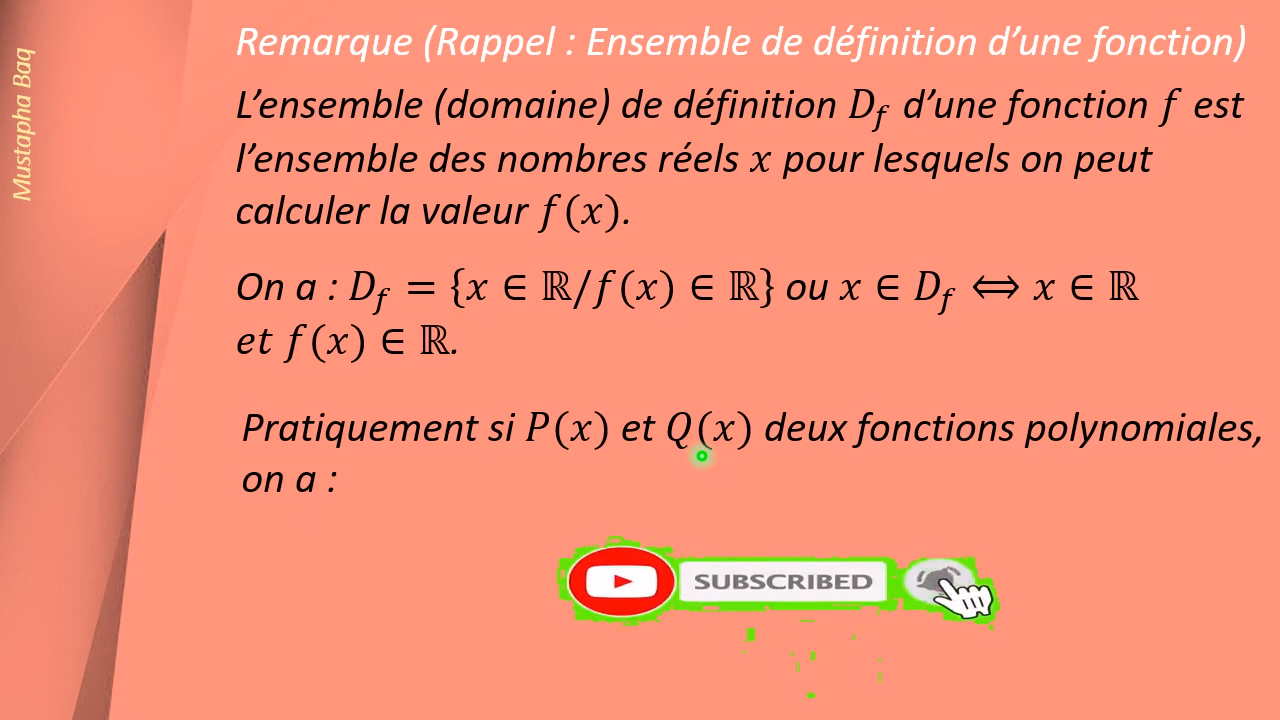 Mustapha Baq
Remarque (Rappel : Ensemble de définition d’une fonction)
L’ensemble (domaine) de définition D_f d’une fonction f est
l’ensemble des nombres réels x pour lesquels on peut
calculer la valeur f(x).
On a : D_f = {x ∈ ℝ/f(x) ∈ ℝ} ou x ∈ D_f ⟺ x ∈ ℝ
et f(x) ∈ ℝ.
Pratiquement si P(x) et Q(x) deux fonctions polynomiales,
on a :
SUBSCRIBED